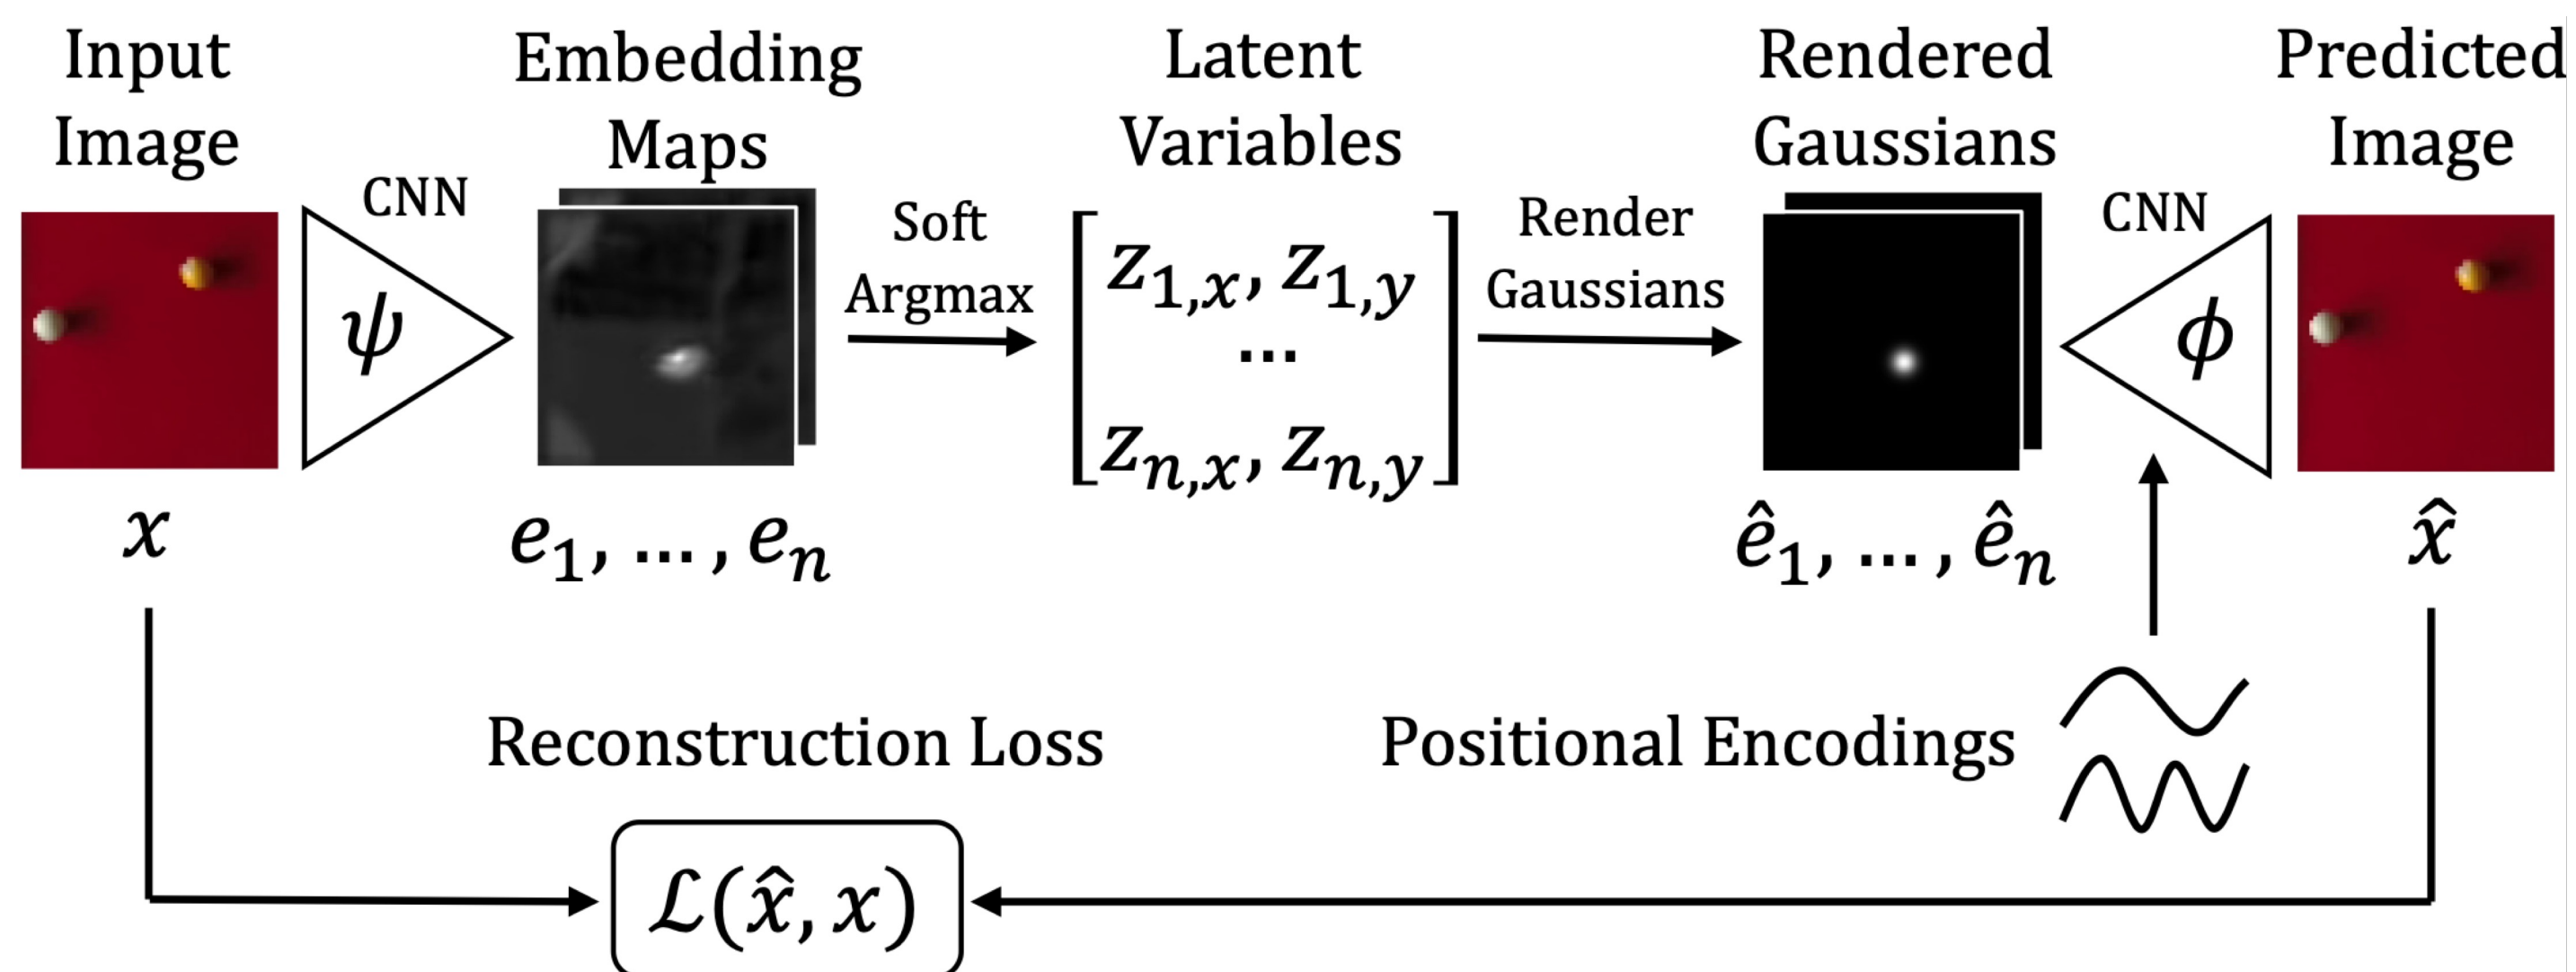 Input
Image
Embedding
Maps
Latent
Variables
Rendered
Gaussians
Predicted
Image
CNN
ψ
Soft
Argmax
z₁,ₓ, z₁,ᵧ
...
zₙ,ₓ, zₙ,ᵧ
Render
Gaussians
CNN
ϕ
x
e₁, ... , eₙ
ê₁, ... , êₙ
x̂
Reconstruction Loss
Positional Encodings
ℒ(x̂, x)